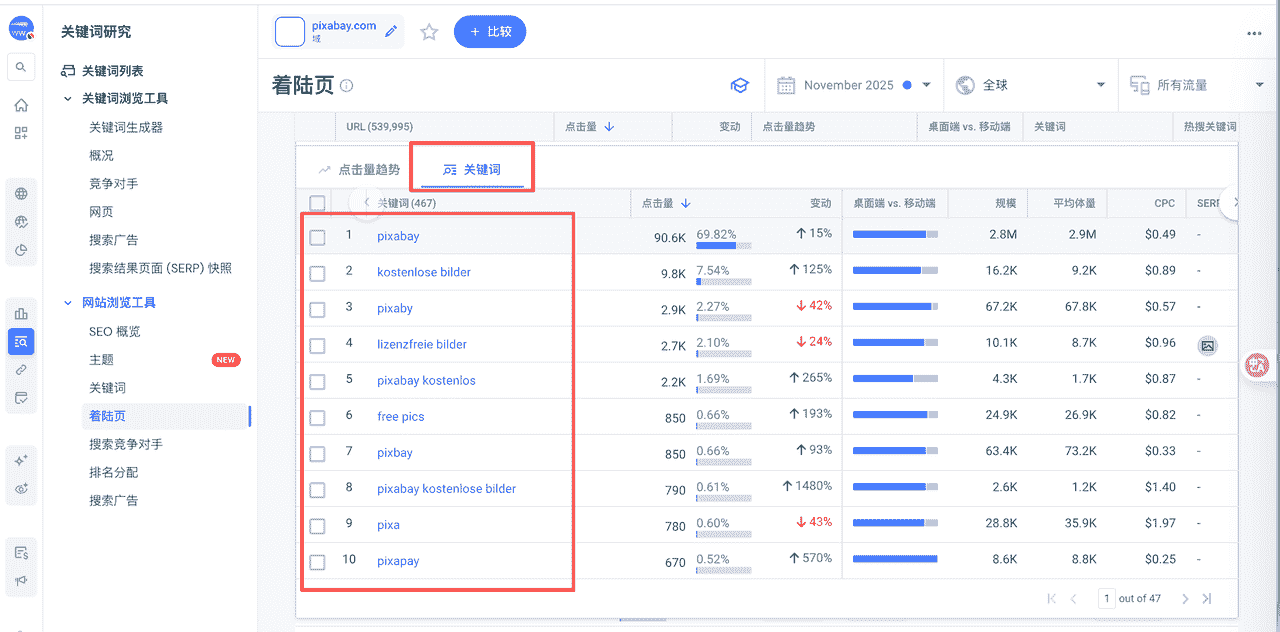 关键词研究
关键词列表
关键词浏览工具
关键词生成器
概况
竞争对手
网页
搜索广告
搜索结果页面 (SERP) 快照
网站浏览工具
SEO 概览
主题 NEW
关键词
着陆页
搜索竞争对手
排名分配
搜索广告
pixabay.com
域
+ 比较
着陆页
November 2025
全球
所有流量
URL (539,995) 点击量 变动 点击量趋势 桌面端 vs. 移动端 关键词 热搜关键词
点击量趋势 关键词
关键词 (467) 点击量 变动 桌面端 vs. 移动端 规模 平均体量 CPC SERF
1 pixabay 90.6K 69.82% ↑ 15% 2.8M 2.9M $0.49 -
2 kostenlose bilder 9.8K 7.54% ↑ 125% 16.2K 9.2K $0.89 -
3 pixaby 2.9K 2.27% ↓ 42% 67.2K 67.8K $0.57 -
4 lizenzfreie bilder 2.7K 2.10% ↓ 24% 10.1K 8.7K $0.96
5 pixabay kostenlos 2.2K 1.69% ↑ 265% 4.3K 1.7K $0.87 -
6 free pics 850 0.66% ↑ 193% 24.9K 26.9K $0.82 -
7 pixbay 850 0.66% ↑ 93% 63.4K 73.2K $0.33 -
8 pixabay kostenlose bilder 790 0.61% ↑ 1480% 2.6K 1.2K $1.40 -
9 pixa 780 0.60% ↓ 43% 28.8K 35.9K $1.97 -
10 pixapay 670 0.52% ↑ 570% 8.6K 8.8K $0.25 -
1 out of 47